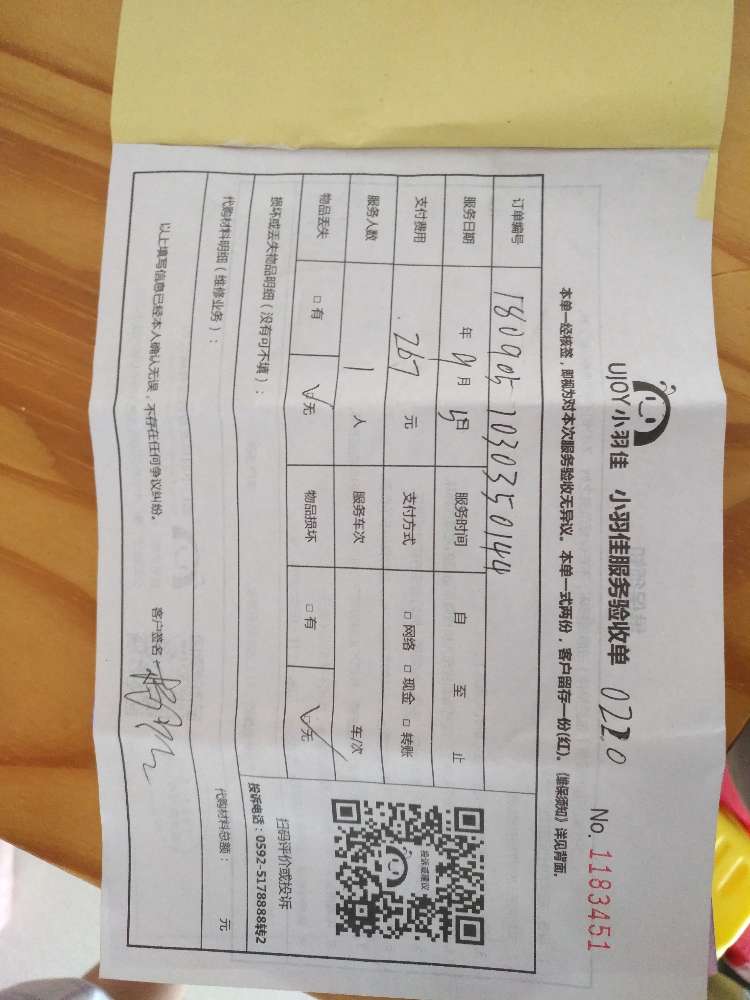 UJOY小羽佳 小羽佳服务验收单 0220 No. 1183451
本单一经核签，即视为对本次服务验收无异议。本单一式两份，客户留存一份(红)。《维保须知》详见背面。
订单编号 1809051030350144
服务日期 年 9月 5日 服务时间 自 至 止
支付费用 267 元 支付方式 □ 网络 □ 现金 □ 转账
服务人数 1 人 服务车次 车/次
物品丢失 □ 有 □无 物品损坏 □ 有 □无
损坏或丢失物品明细（没有可不填）：
投诉或建议
扫码评价或投诉
投诉电话：0592-5178888转2
代购材料明细（维修业务）： 代购材料总额： 元
以上填写信息已经本人确认无误，不存在任何争议纠纷。 客户签名：